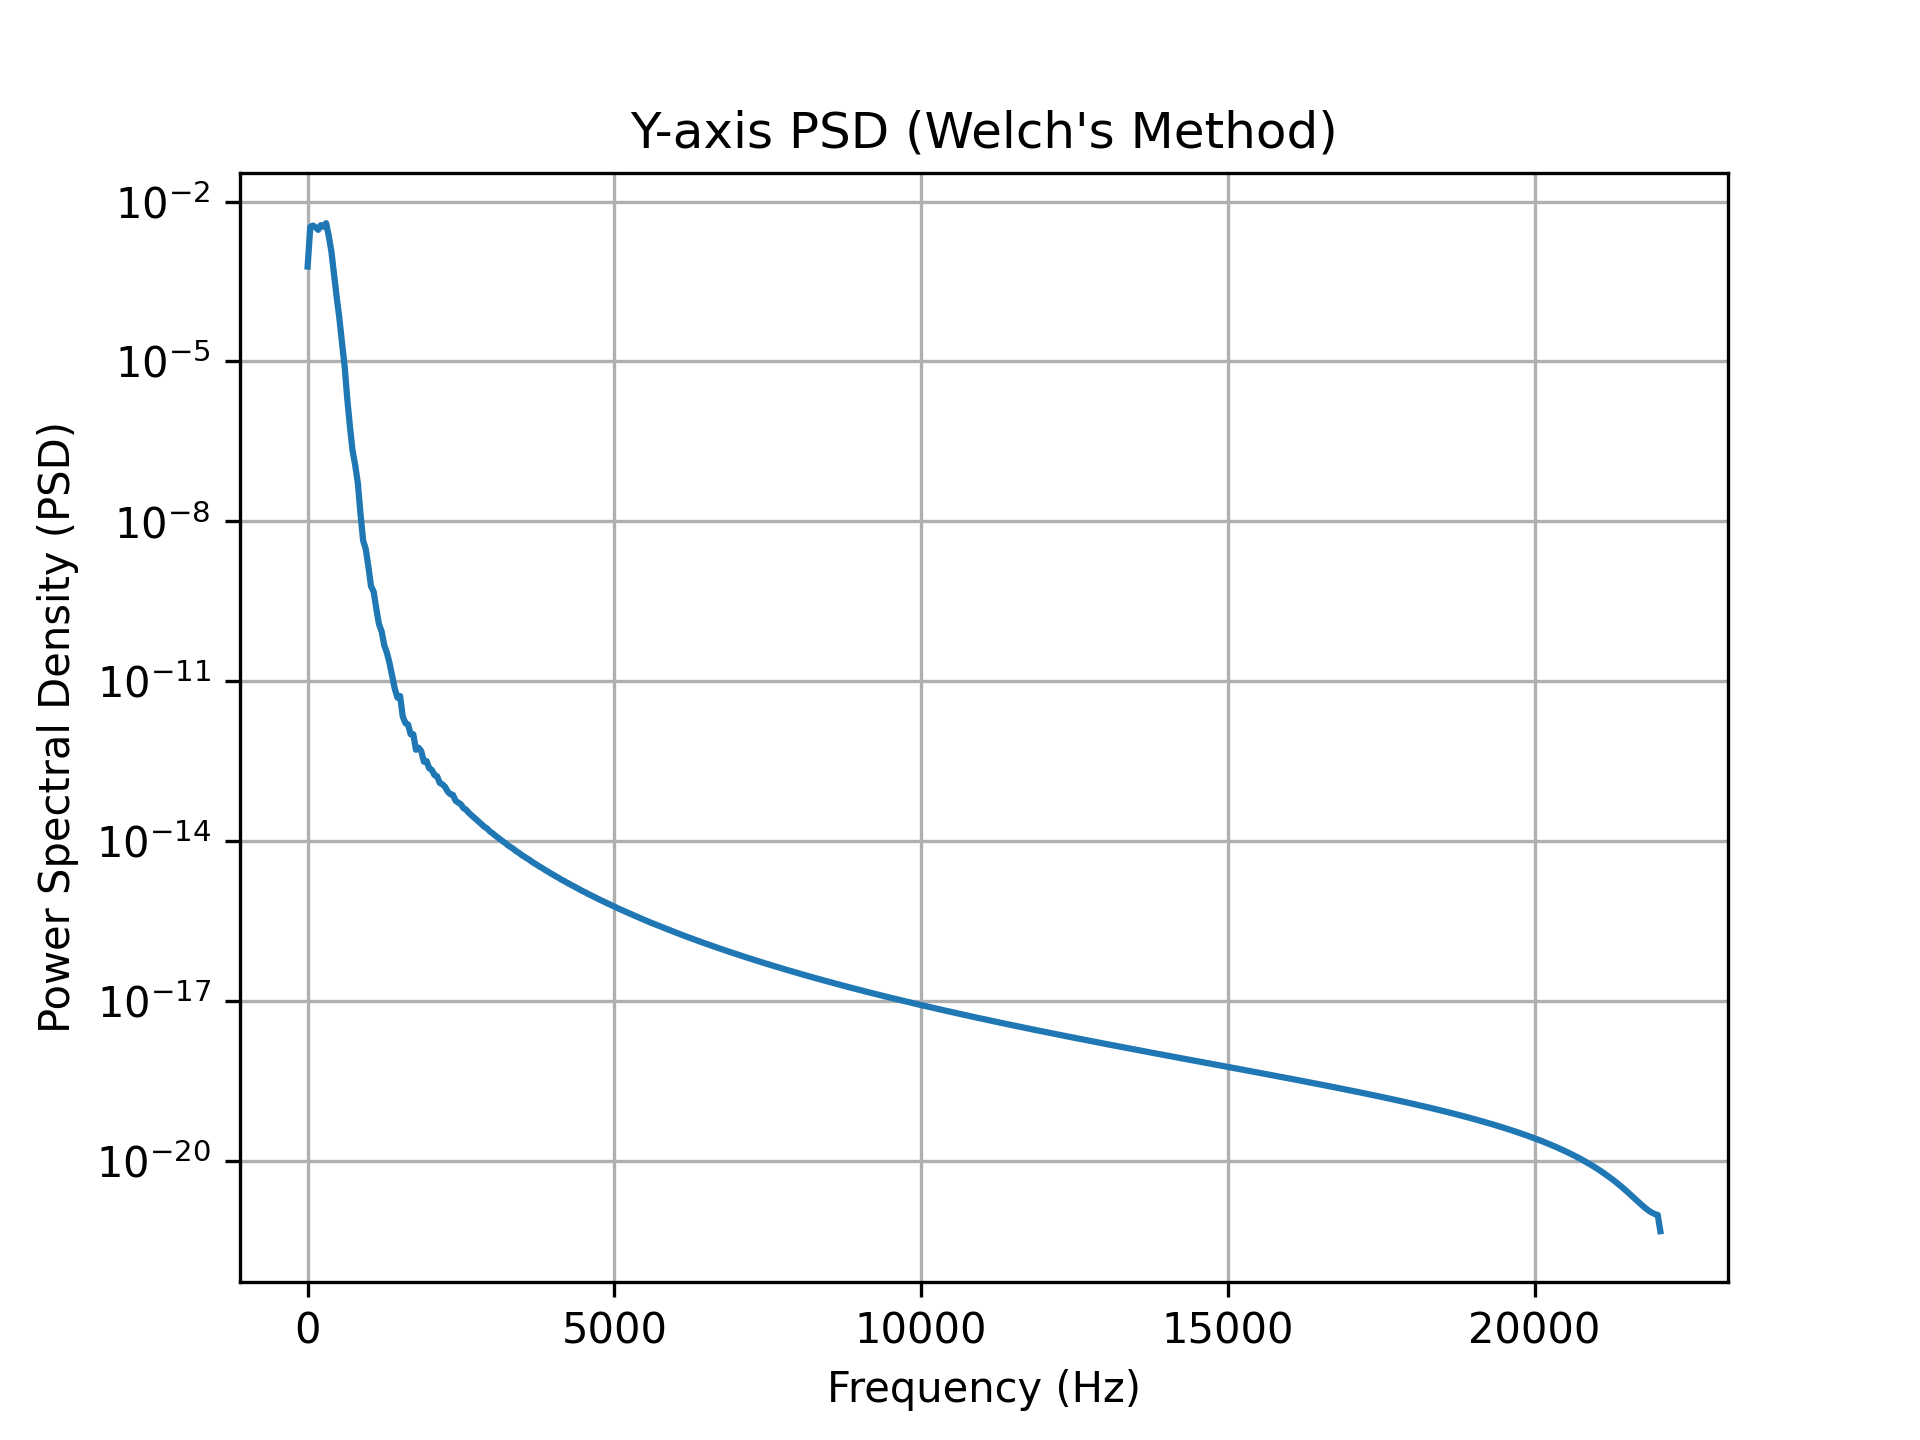 Y-axis PSD (Welch's Method)
Power Spectral Density (PSD)
10⁻²
10⁻⁵
10⁻⁸
10⁻¹¹
10⁻¹⁴
10⁻¹⁷
10⁻²⁰
0 5000 10000 15000 20000
Frequency (Hz)